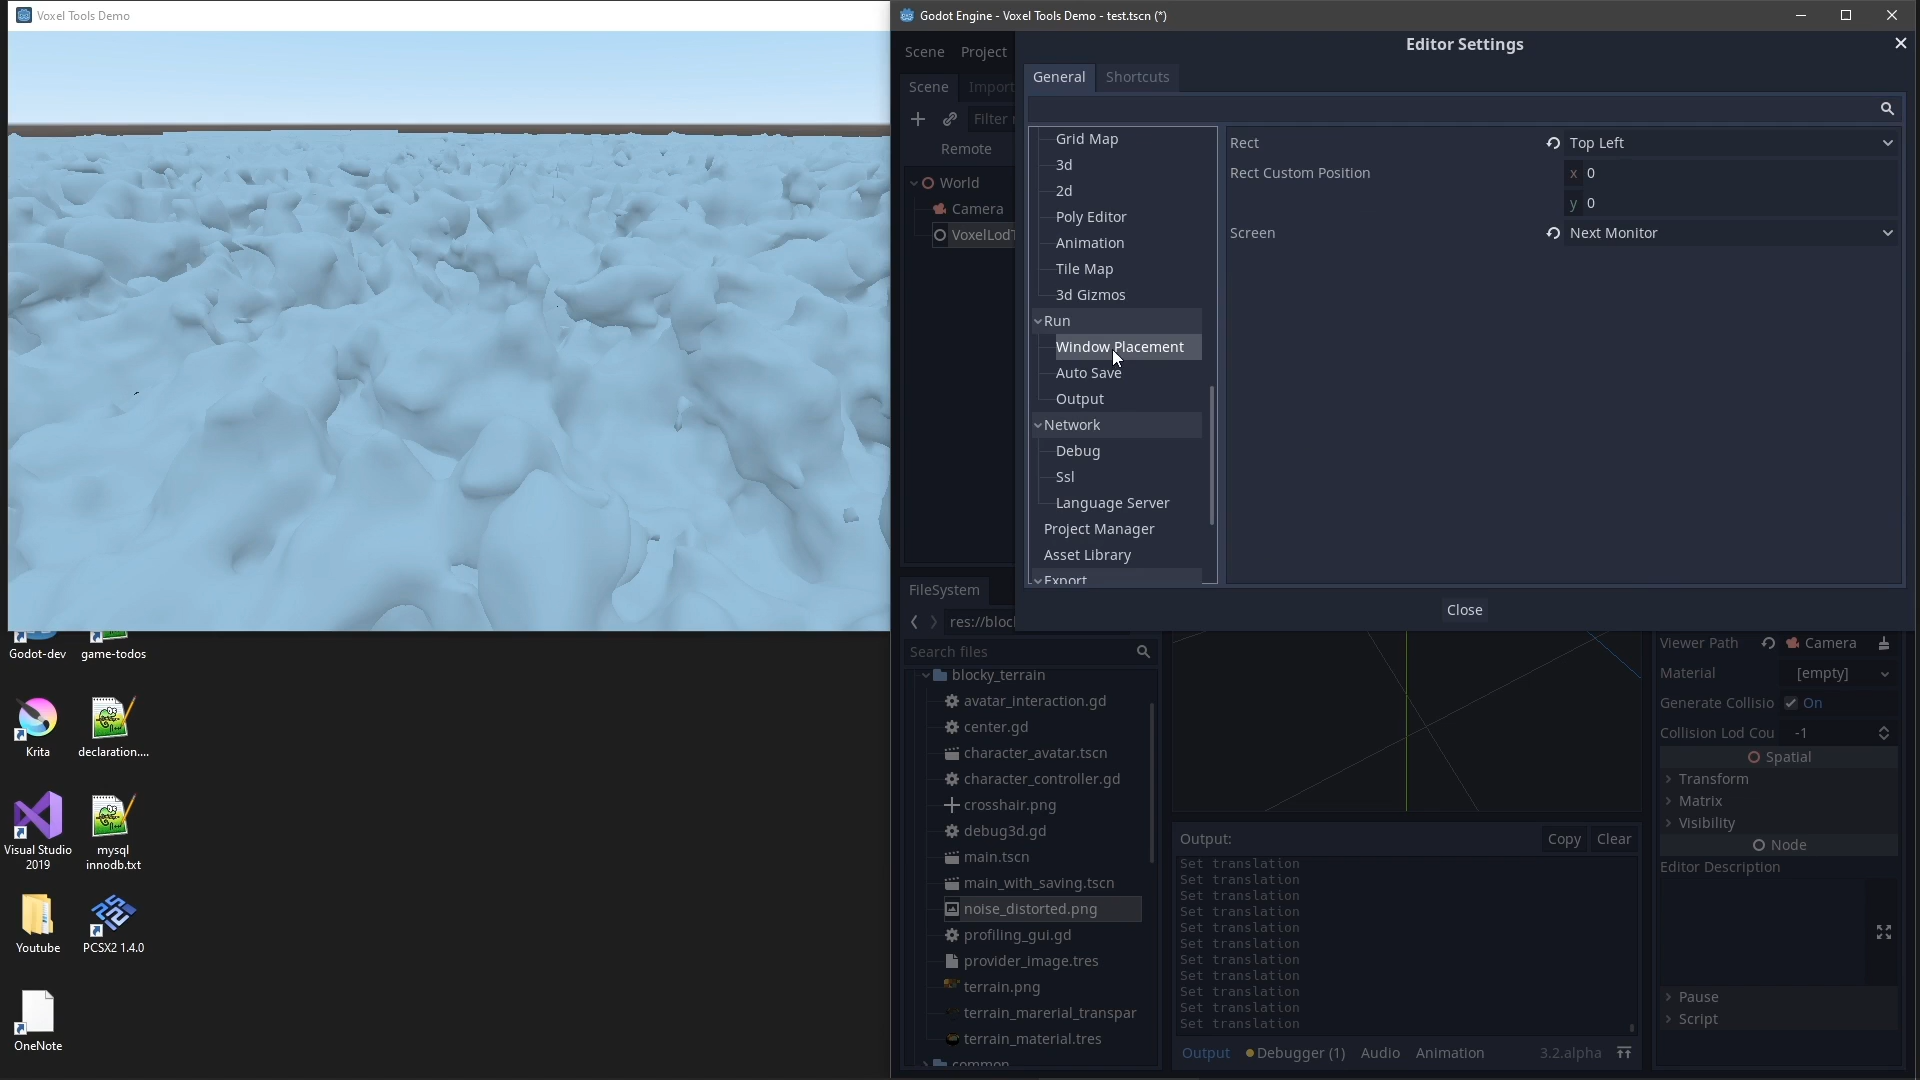 Voxel Tools Demo
Godot Engine - Voxel Tools Demo - test.tscn (*)
Scene Project
Editor Settings
General Shortcuts
Scene Import
Filter
Remote
World
Camera
VoxelLodT
Grid Map
3d
2d
Poly Editor
Animation
Tile Map
3d Gizmos
Run
Window Placement
Auto Save
Output
Network
Debug
Ssl
Language Server
Project Manager
Asset Library
Export
Rect Top Left
Rect Custom Position x 0
y 0
Screen Next Monitor
Close
FileSystem
res://bloc
Search files
blocky_terrain
avatar_interaction.gd
center.gd
character_avatar.tscn
character_controller.gd
crosshair.png
debug3d.gd
main.tscn
main_with_saving.tscn
noise_distorted.png
profiling_gui.gd
provider_image.tres
terrain.png
terrain_marerial_transpar
terrain_material.tres
common
Output: Copy Clear
Set translation
Set translation
Set translation
Set translation
Set translation
Set translation
Set translation
Set translation
Set translation
Set translation
Set translation
Output Debugger (1) Audio Animation 3.2.alpha
Viewer Path Camera
Material [empty]
Generate Collisio On
Collision Lod Cou -1
Spatial
Transform
Matrix
Visibility
Node
Editor Description
Pause
Script
Godot-dev game-todos
Krita declaration....
Visual Studio 2019
mysql innodb.txt
Youtube PCSX2 1.4.0
OneNote